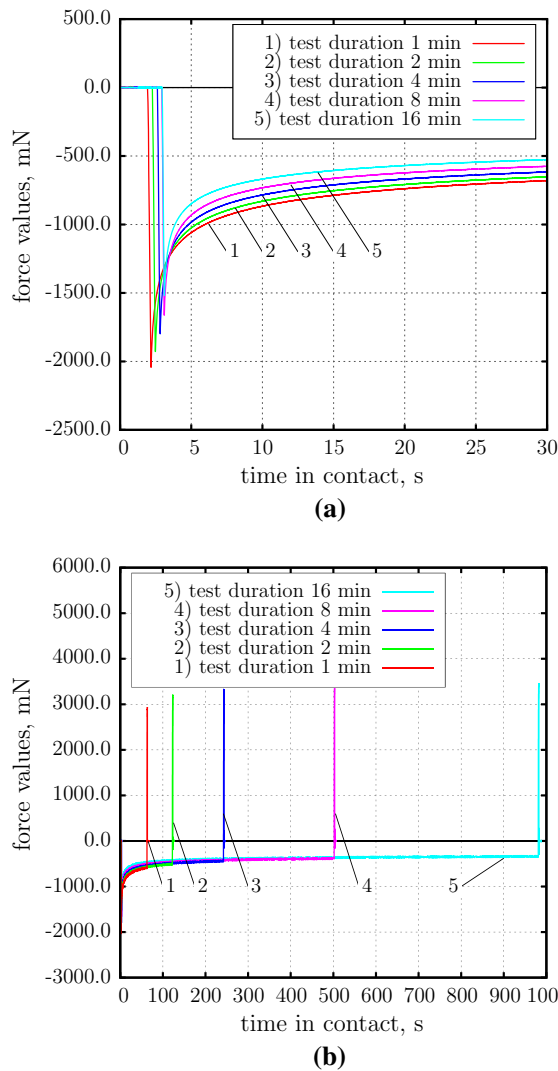 500.0
0.0
-500.0
-1000.0
-1500.0
-2000.0
-2500.0
force values, mN
1) test duration 1 min
2) test duration 2 min
3) test duration 4 min
4) test duration 8 min
5) test duration 16 min
1 2 3 4 5
0 5 10 15 20 25 30
time in contact, s
(a)
6000.0
5000.0
4000.0
3000.0
2000.0
1000.0
0.0
-1000.0
-2000.0
-3000.0
force values, mN
5) test duration 16 min
4) test duration 8 min
3) test duration 4 min
2) test duration 2 min
1) test duration 1 min
1 2 3 4 5
0 100 200 300 400 500 600 700 800 900 100
time in contact, s
(b)